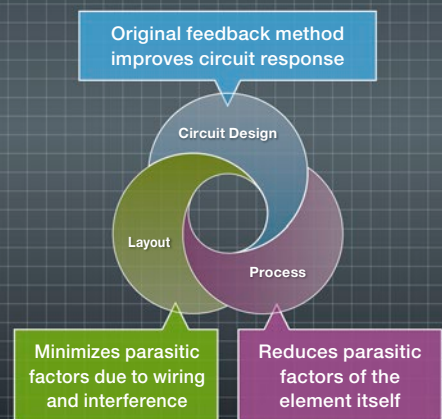 Original feedback method
improves circuit response
Circuit Design
Layout
Process
Minimizes parasitic
factors due to wiring
and interference
Reduces parasitic
factors of the
element itself